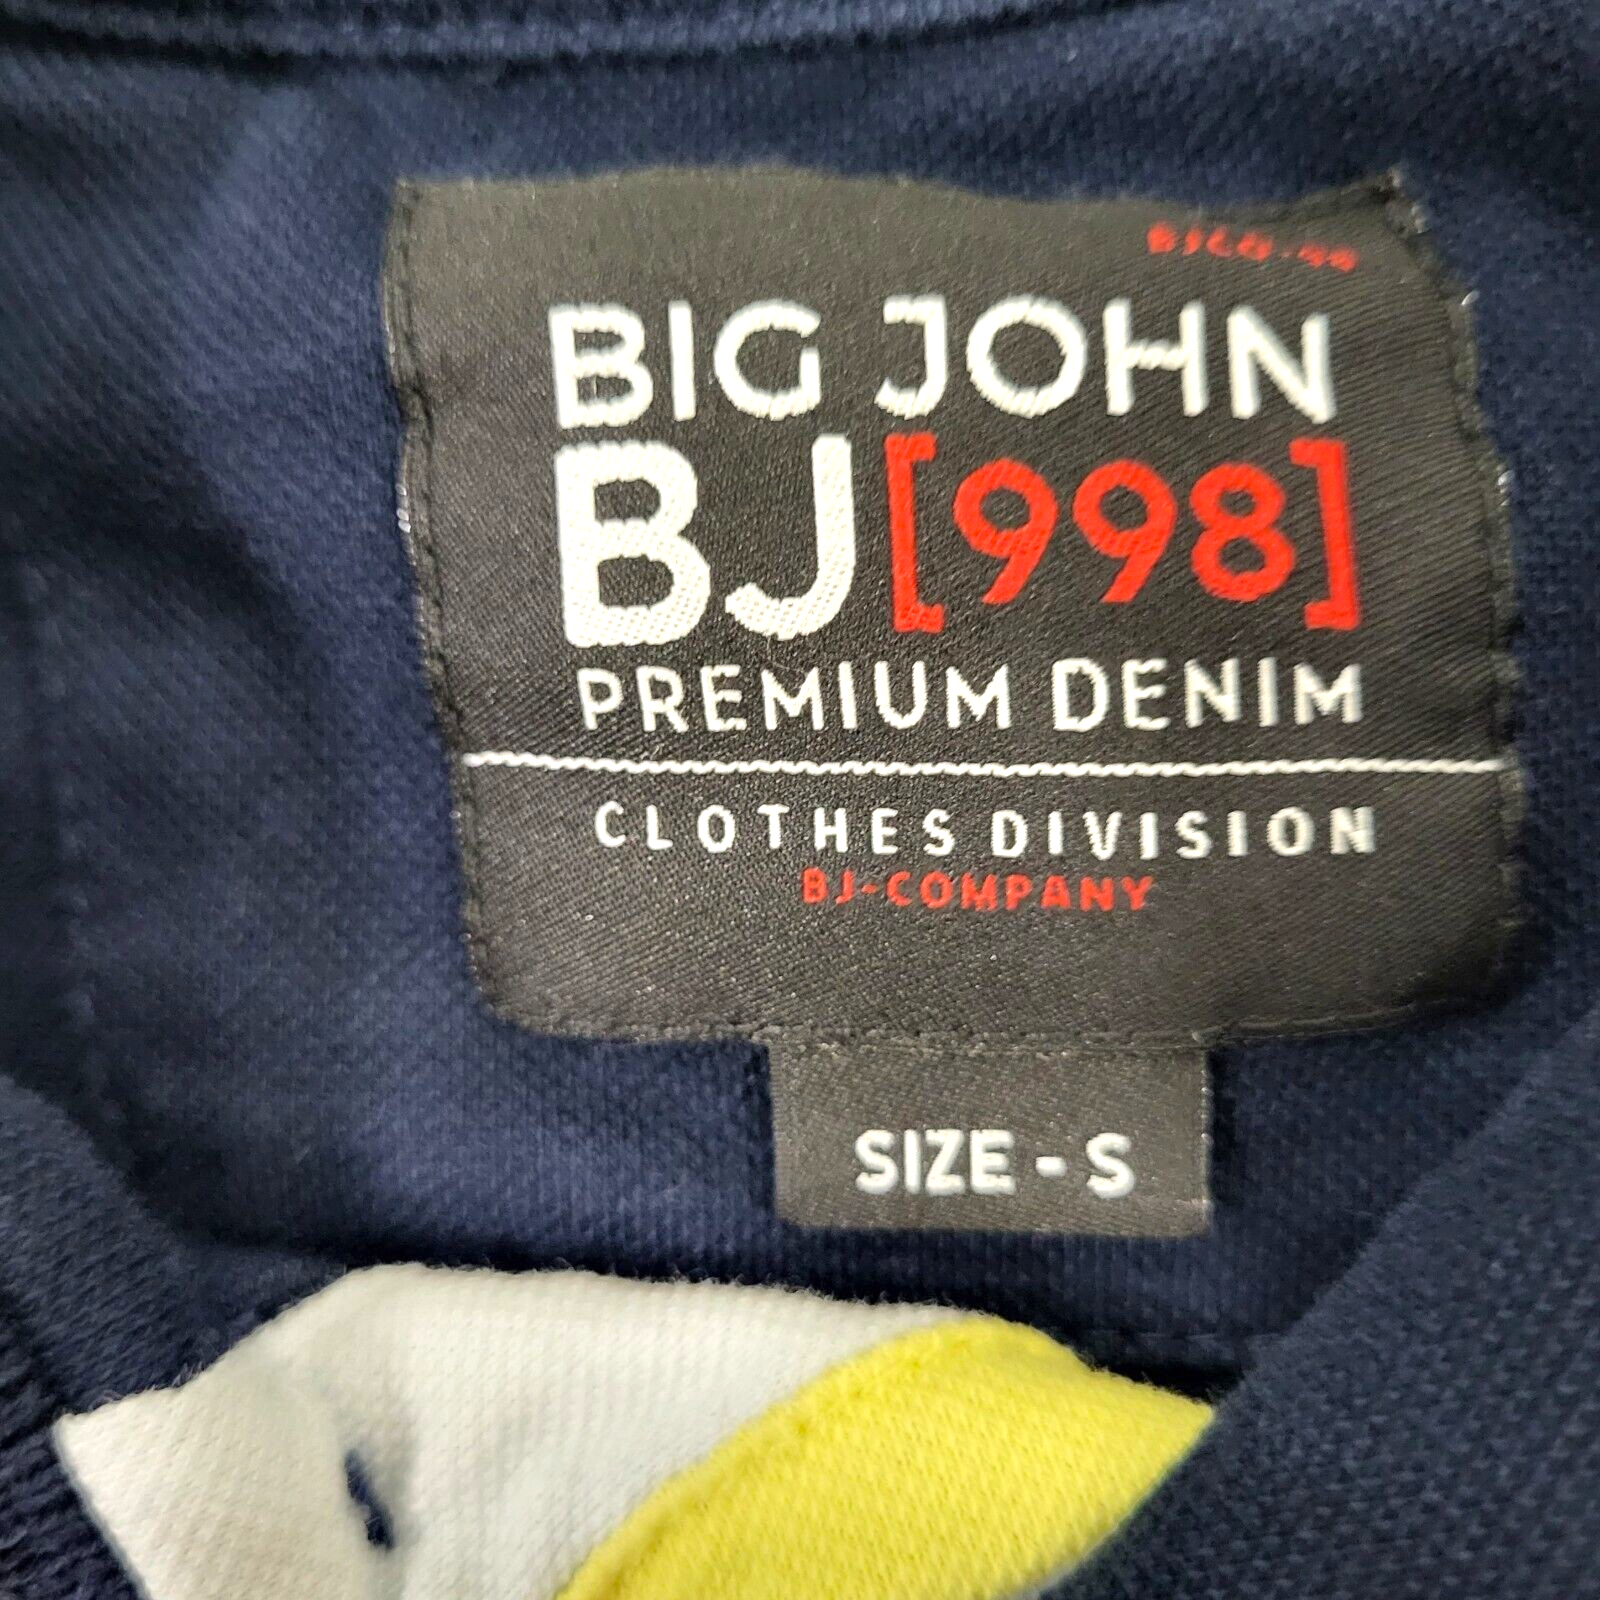 BIG JOHN
BJ [998]
PREMIUM DENIM
CLOTHES DIVISION
BJ-COMPANY
SIZE - S